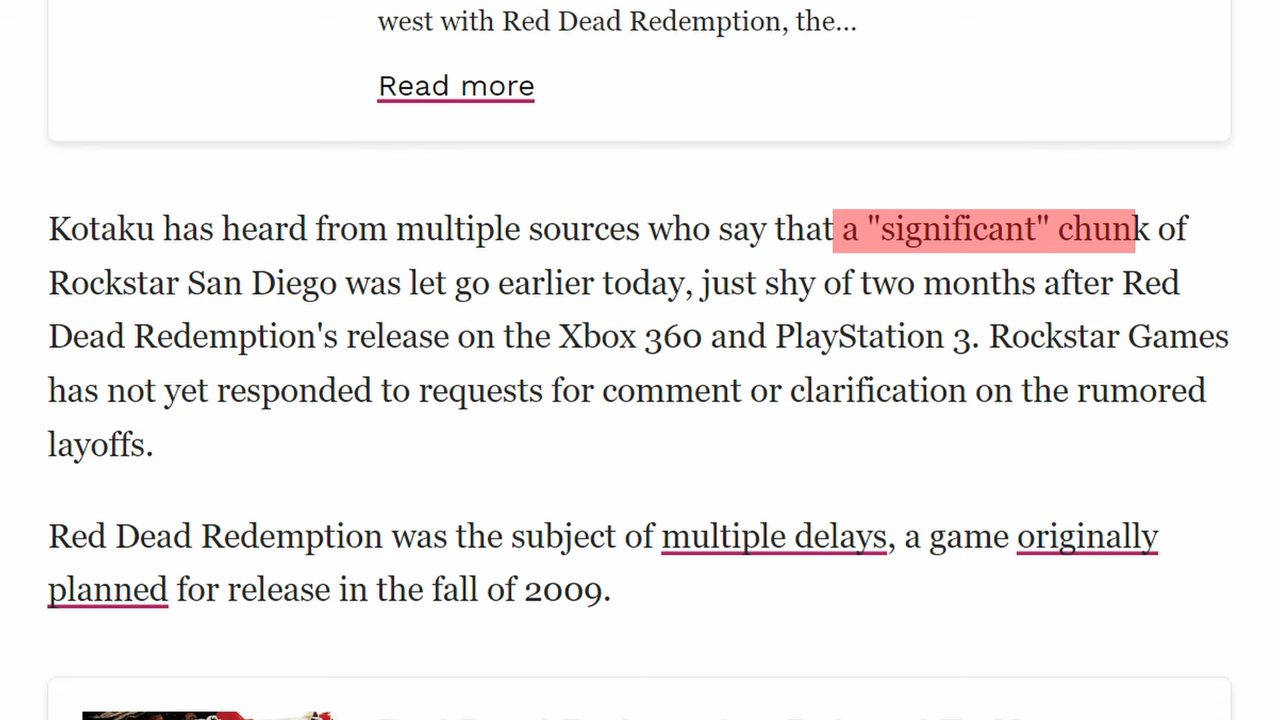 west with Red Dead Redemption, the...
Read more
Kotaku has heard from multiple sources who say that a "significant" chunk of
Rockstar San Diego was let go earlier today, just shy of two months after Red
Dead Redemption's release on the Xbox 360 and PlayStation 3. Rockstar Games
has not yet responded to requests for comment or clarification on the rumored
layoffs.
Red Dead Redemption was the subject of multiple delays, a game originally
planned for release in the fall of 2009.